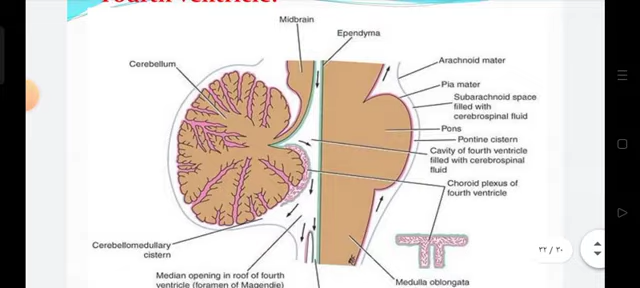 fourth ventricle:
Midbrain
Ependyma
Cerebellum
Arachnoid mater
Pia mater
Subarachnoid space
filled with
cerebrospinal fluid
Pons
Pontine cistern
Cavity of fourth ventricle
filled with cerebrospinal
fluid
Choroid plexus of
fourth ventricle
Cerebellomedullary
cistern
Median opening in roof of fourth
ventricle (foramen of Magendie)
Medulla oblongata
٢٢ / ٢٠